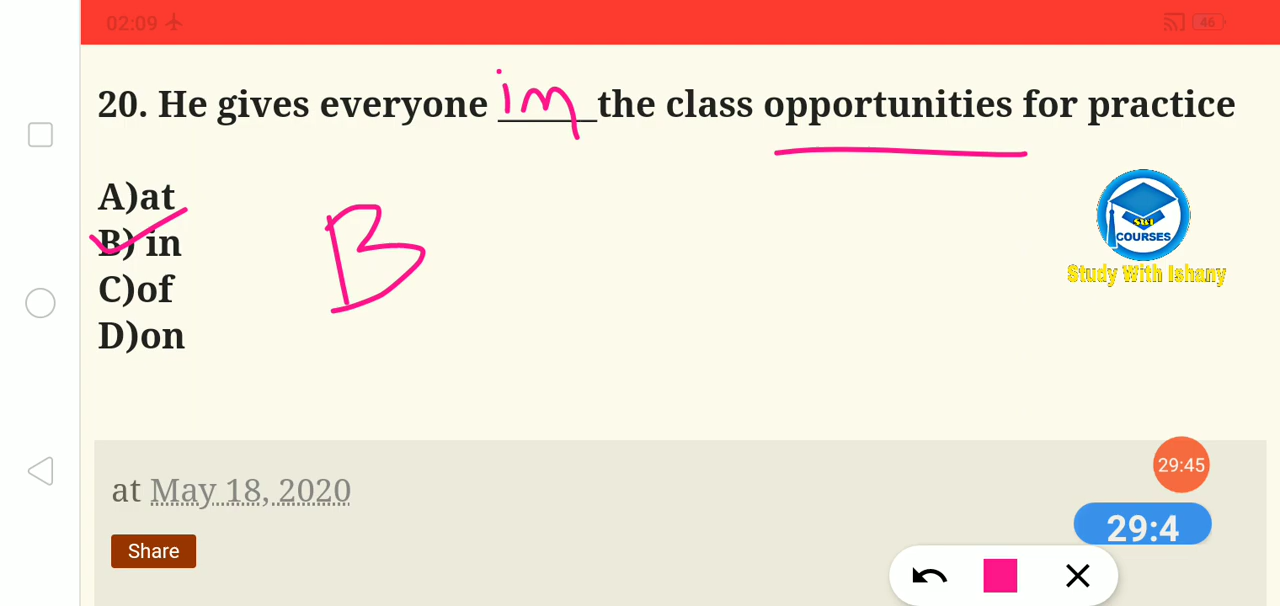 02:09
46
20. He gives everyone in the class opportunities for practice
A)at
B) in
C)of
D)on
B
COURSES
Study With Ishany
at May 18, 2020
29:45
29:4
Share